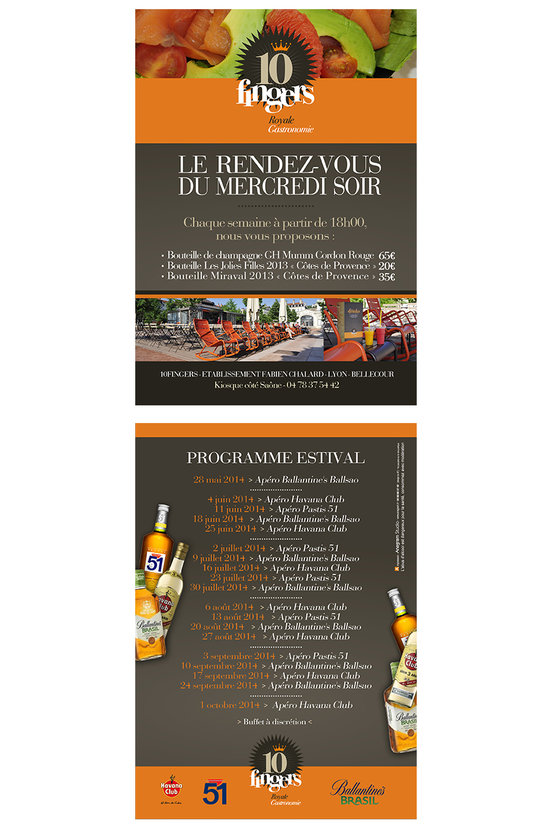 10
fingers
Royale
Gastronomie
LE RENDEZ-VOUS
DU MERCREDI SOIR
Chaque semaine à partir de 18h00,
nous vous proposons :
• Bouteille de champagne GH Mumm Cordon Rouge 65€
• Bouteille Les Jolies Filles 2013 « Côtes de Provence » 20€
• Bouteille Miraval 2013 « Côtes de Provence » 35€
10FINGERS - ETABLISSEMENT FABIEN CHALARD - LYON - BELLECOUR
Kiosque côté Saône - 04 78 37 54 42
PROGRAMME ESTIVAL
28 mai 2014 > Apéro Ballantine's Ballsao
4 juin 2014 > Apéro Havana Club
11 juin 2014 > Apéro Pastis 51
18 juin 2014 > Apéro Ballantine's Ballsao
25 juin 2014 > Apéro Havana Club
2 juillet 2014 > Apéro Pastis 51
9 juillet 2014 > Apéro Ballantine's Ballsao
16 juillet 2014 > Apéro Havana Club
23 juillet 2014 > Apéro Pastis 51
30 juillet 2014 > Apéro Ballantine's Ballsao
6 août 2014 > Apéro Havana Club
13 août 2014 > Apéro Pastis 51
20 août 2014 > Apéro Ballantine's Ballsao
27 août 2014 > Apéro Havana Club
3 septembre 2014 > Apéro Pastis 51
10 septembre 2014 > Apéro Ballantine's Ballsao
17 septembre 2014 > Apéro Havana Club
24 septembre 2014 > Apéro Ballantine's Ballsao
1 octobre 2014 > Apéro Havana Club
> Buffet à discrétion <
51
Havana
Club
Ballantine's
BRASIL
10
fingers
Royale
Gastronomie
Havana
Club
51
Ballantine's
BRASIL